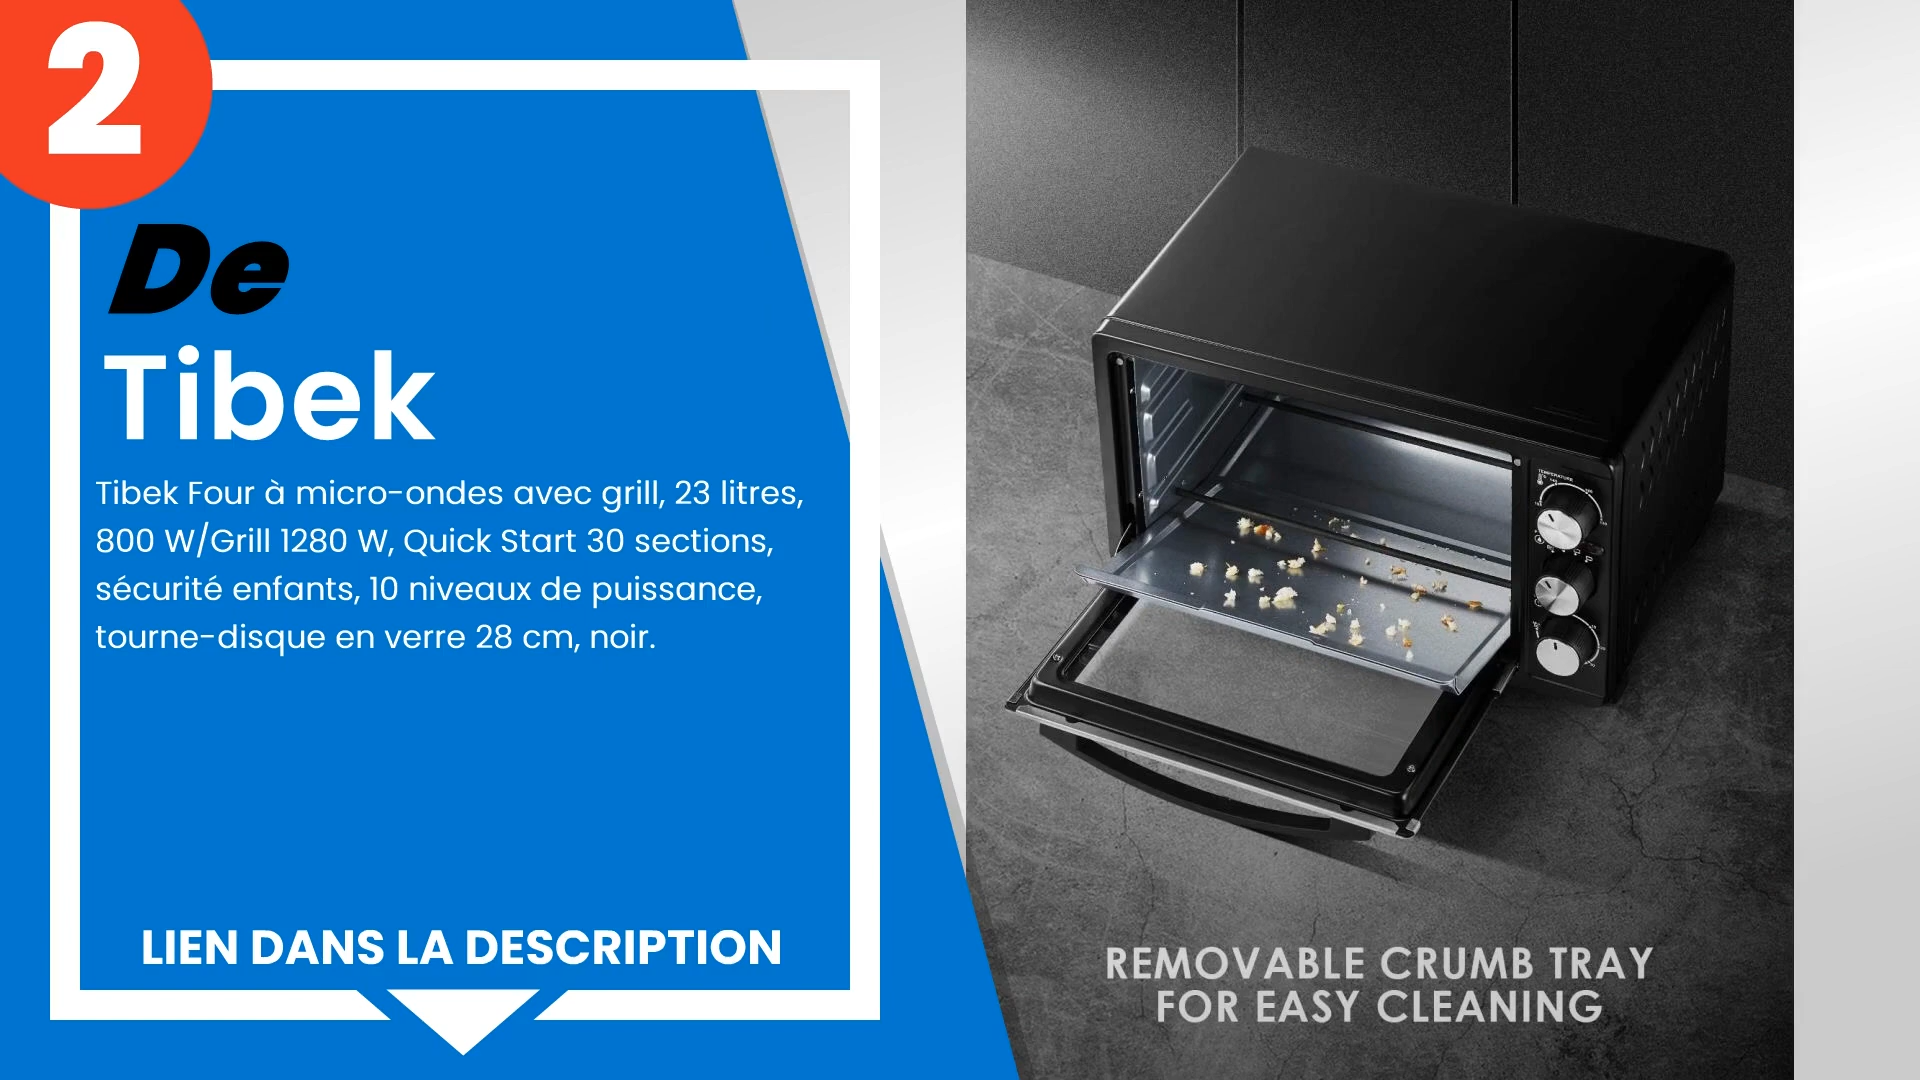 2
De
Tibek
Tibek Four à micro-ondes avec grill, 23 litres,
800 W/Grill 1280 W, Quick Start 30 sections,
sécurité enfants, 10 niveaux de puissance,
tourne-disque en verre 28 cm, noir.
LIEN DANS LA DESCRIPTION
TEMPERATURE
REMOVABLE CRUMB TRAY
FOR EASY CLEANING